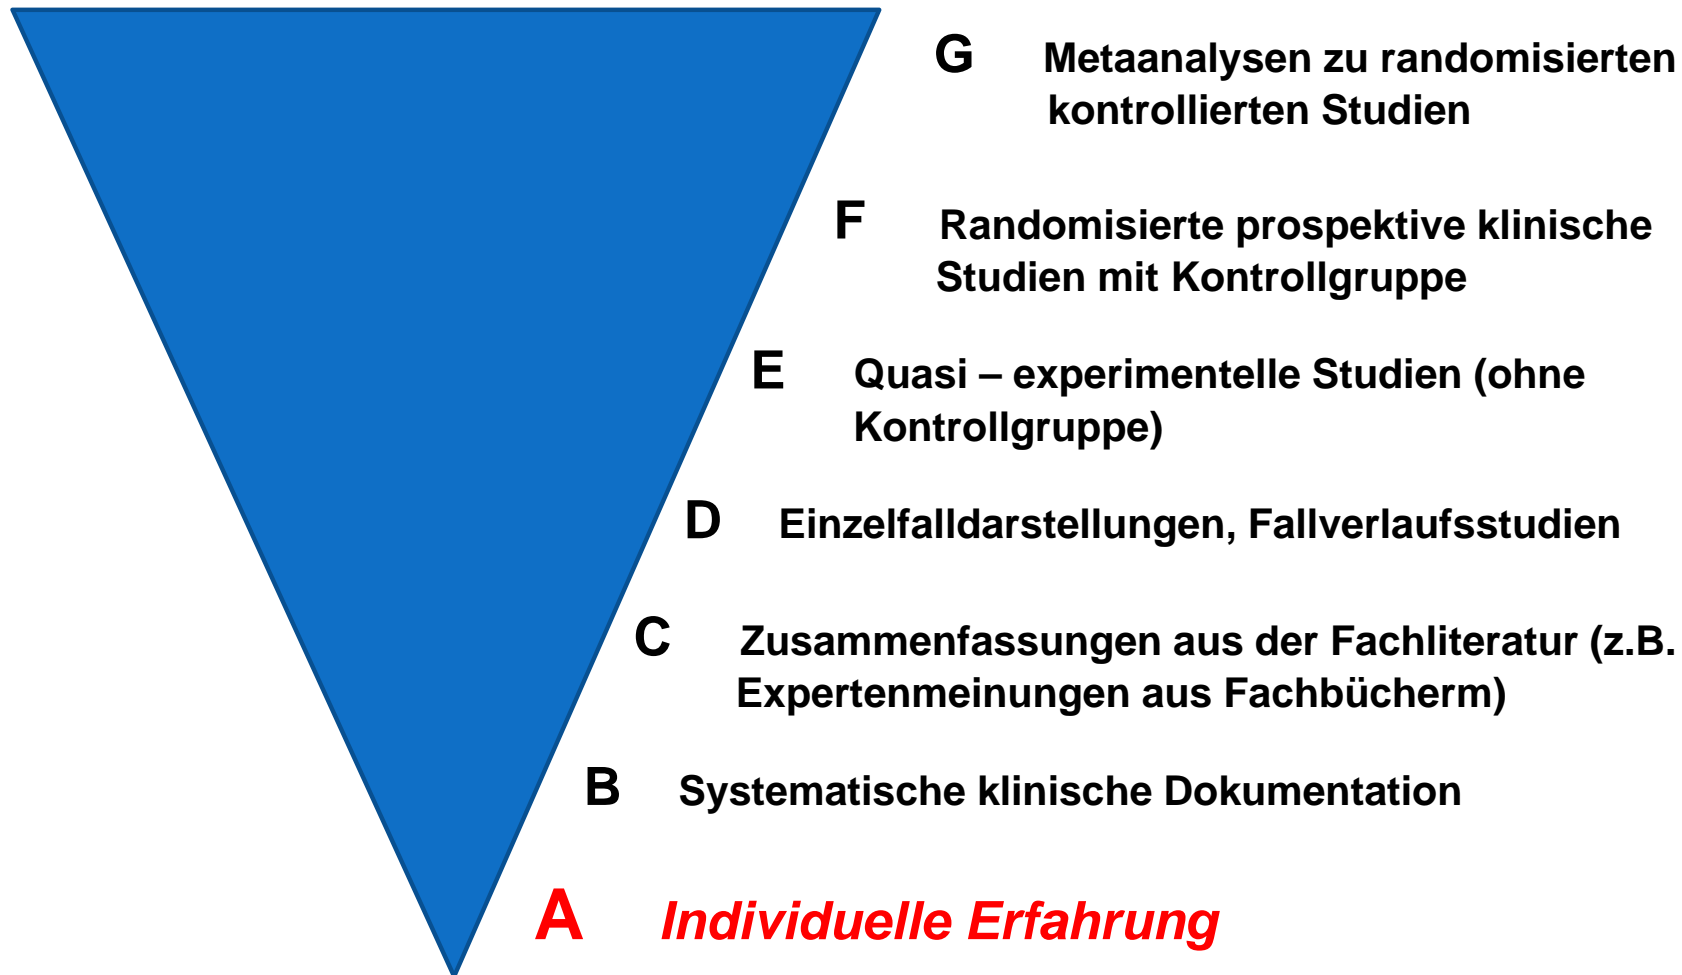 G Metaanalysen zu randomisierten
kontrollierten Studien
F Randomisierte prospektive klinische
Studien mit Kontrollgruppe
E Quasi – experimentelle Studien (ohne
Kontrollgruppe)
D Einzelfalldarstellungen, Fallverlaufsstudien
C Zusammenfassungen aus der Fachliteratur (z.B.
Expertenmeinungen aus Fachbücherm)
B Systematische klinische Dokumentation
A Individuelle Erfahrung